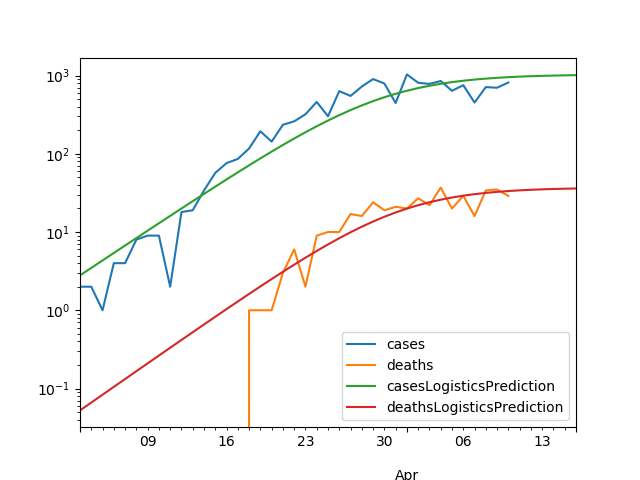 10³
10²
10¹
10⁰
10⁻¹
cases
deaths
casesLogisticsPrediction
deathsLogisticsPrediction
09 16 23 30 06 13
Apr